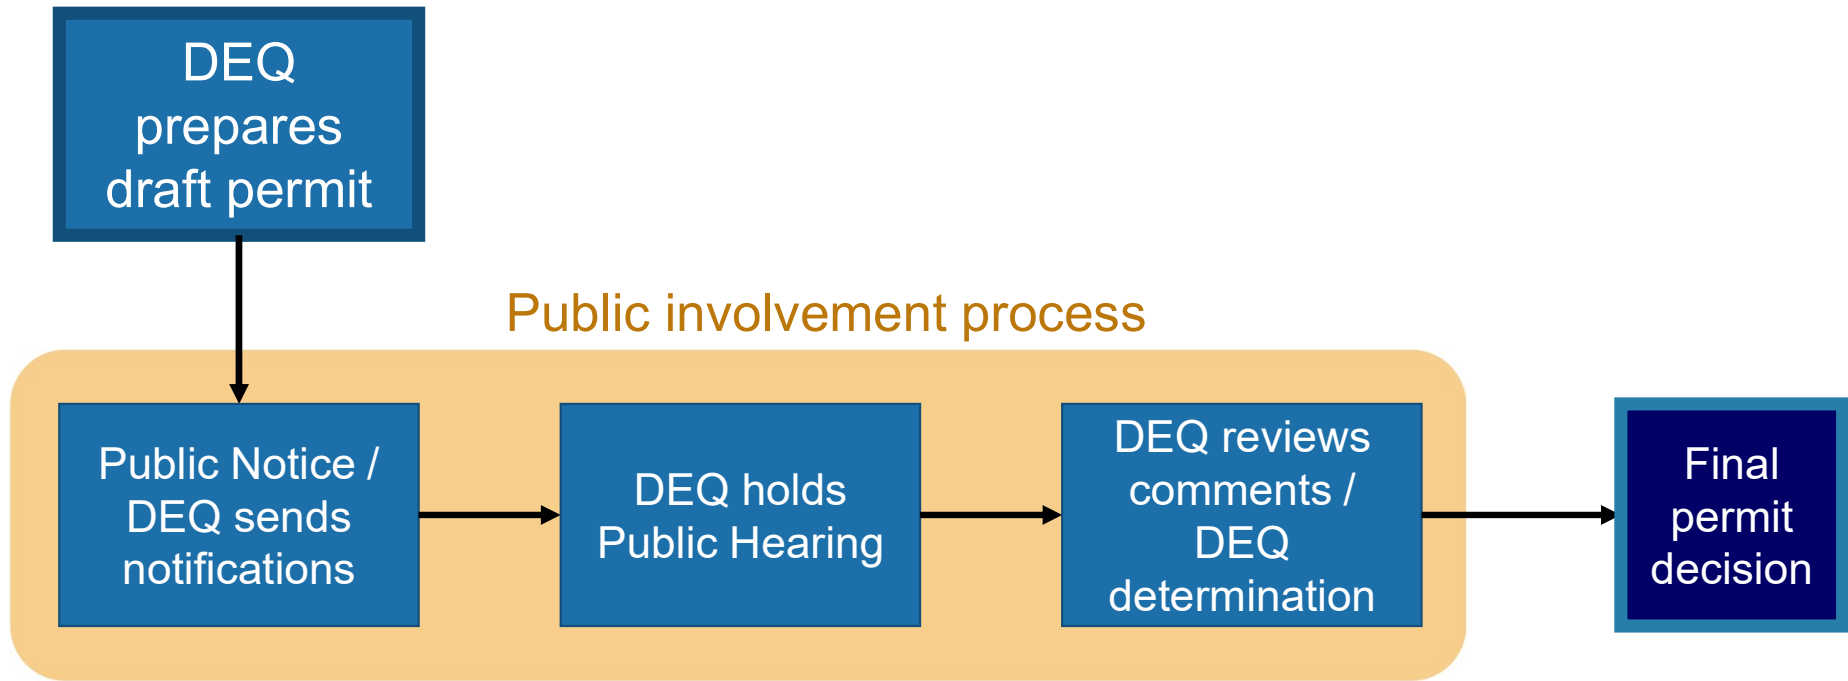 DEQ
prepares
draft permit
Public involvement process
Public Notice /
DEQ sends
notifications
DEQ holds
Public Hearing
DEQ reviews
comments /
DEQ
determination
Final
permit
decision